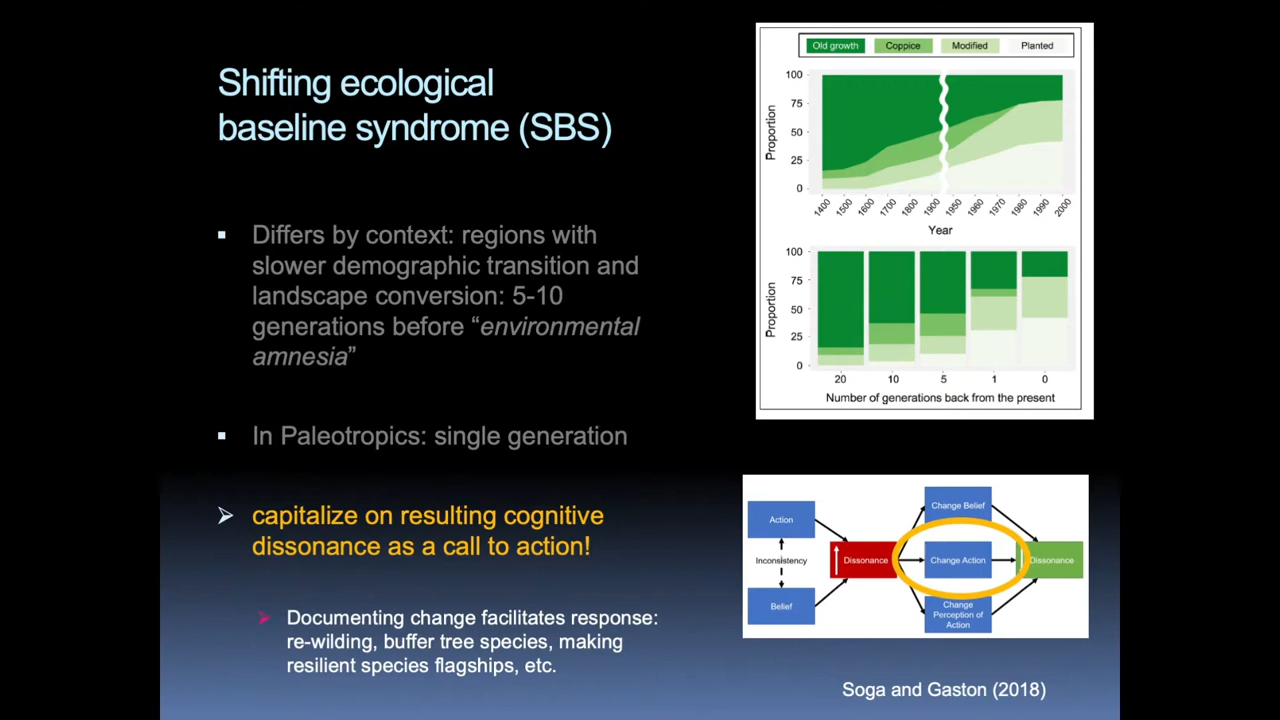 Shifting ecological
baseline syndrome (SBS)
▪ Differs by context: regions with
slower demographic transition and
landscape conversion: 5-10
generations before “environmental
amnesia”
▪ In Paleotropics: single generation
➢ capitalize on resulting cognitive
dissonance as a call to action!
➢ Documenting change facilitates response:
re-wilding, buffer tree species, making
resilient species flagships, etc.
Old growth Coppice Modified Planted
Proportion
100
75
50
25
0
1400 1500 1600 1700 1800 1900 1950 1960 1970 1980 1990 2000
Year
Proportion
100
75
50
25
0
20 10 5 1 0
Number of generations back from the present
Action
Inconsistency
Belief
Dissonance
Change Belief
Change Action
Change
Perception of
Action
Dissonance
Soga and Gaston (2018)